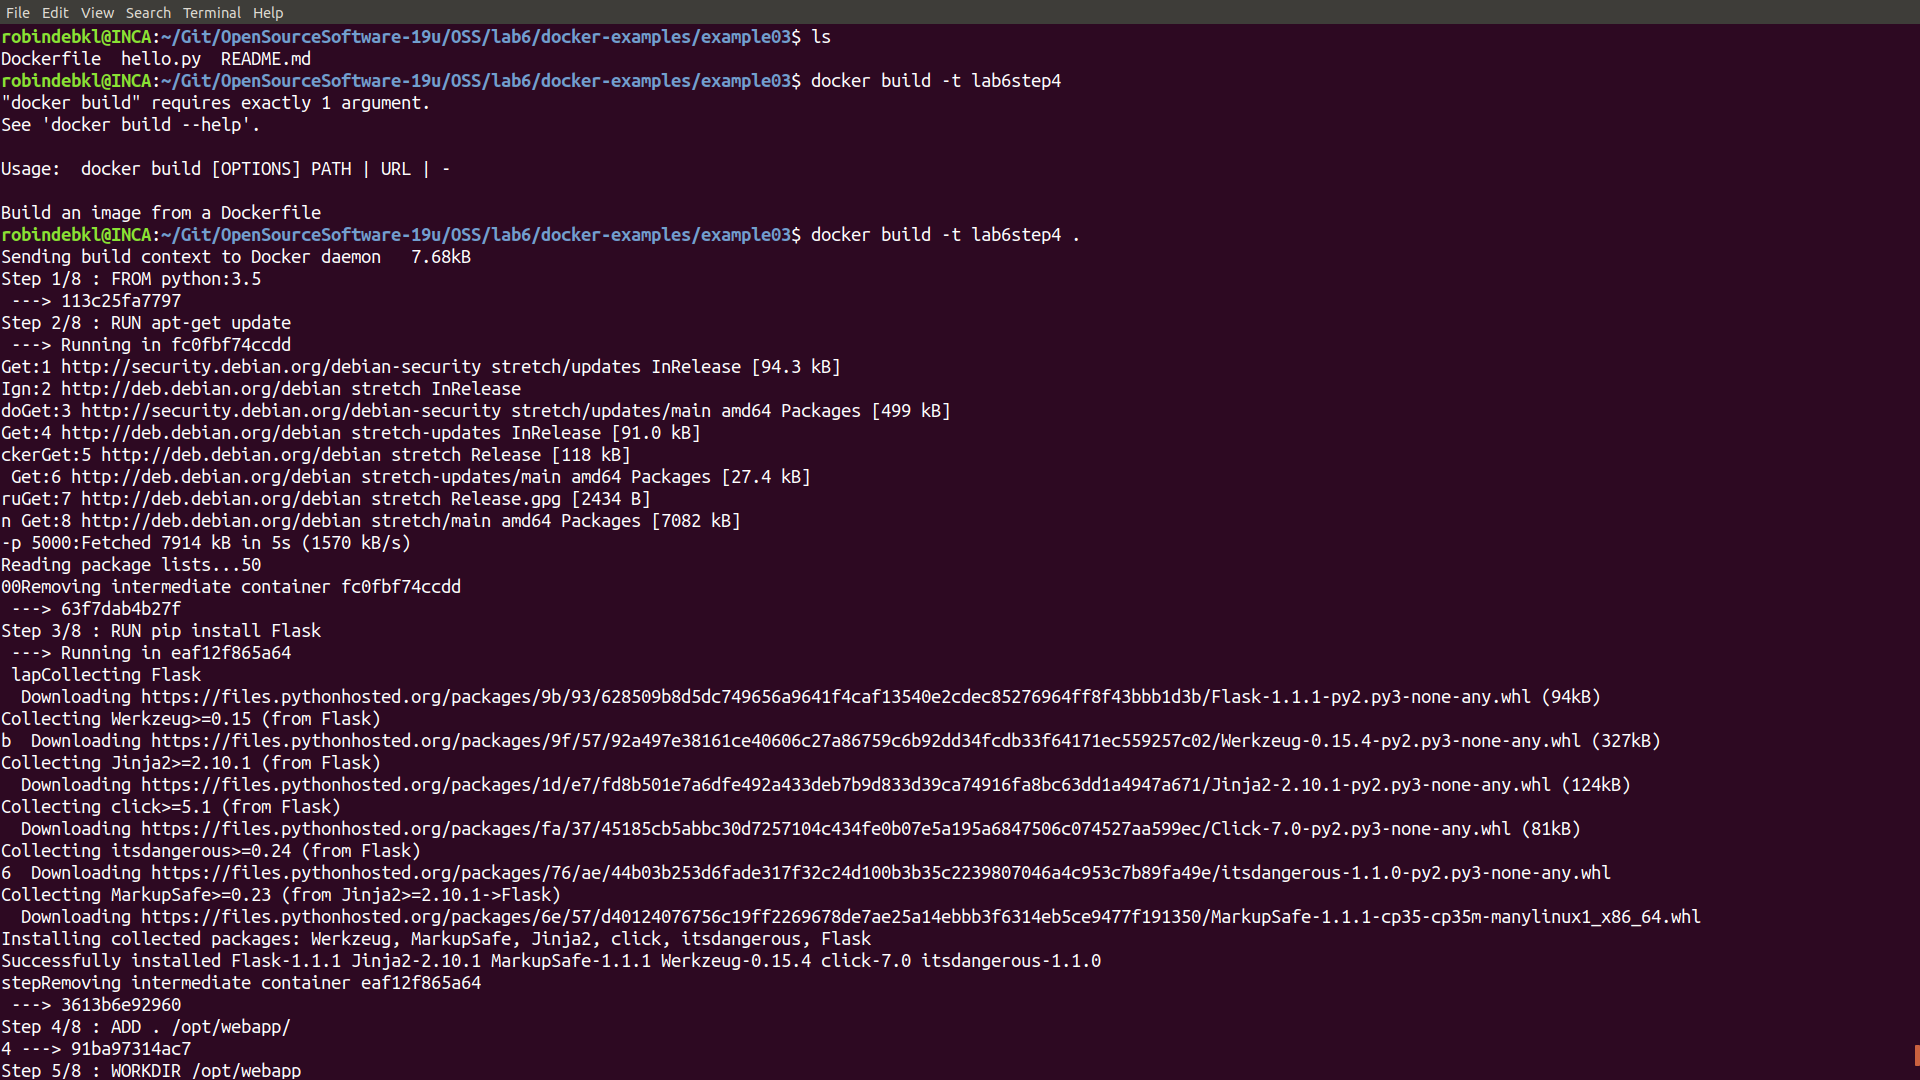 File Edit View Search Terminal Help
robindebkl@INCA:~/Git/OpenSourceSoftware-19u/OSS/lab6/docker-examples/example03$ ls
Dockerfile  hello.py  README.md
robindebkl@INCA:~/Git/OpenSourceSoftware-19u/OSS/lab6/docker-examples/example03$ docker build -t lab6step4
"docker build" requires exactly 1 argument.
See 'docker build --help'.
Usage:  docker build [OPTIONS] PATH | URL | -
Build an image from a Dockerfile
robindebkl@INCA:~/Git/OpenSourceSoftware-19u/OSS/lab6/docker-examples/example03$ docker build -t lab6step4 .
Sending build context to Docker daemon   7.68kB
Step 1/8 : FROM python:3.5
 ---> 113c25fa7797
Step 2/8 : RUN apt-get update
 ---> Running in fc0fbf74ccdd
Get:1 http://security.debian.org/debian-security stretch/updates InRelease [94.3 kB]
Ign:2 http://deb.debian.org/debian stretch InRelease
doGet:3 http://security.debian.org/debian-security stretch/updates/main amd64 Packages [499 kB]
Get:4 http://deb.debian.org/debian stretch-updates InRelease [91.0 kB]
ckerGet:5 http://deb.debian.org/debian stretch Release [118 kB]
 Get:6 http://deb.debian.org/debian stretch-updates/main amd64 Packages [27.4 kB]
ruGet:7 http://deb.debian.org/debian stretch Release.gpg [2434 B]
n Get:8 http://deb.debian.org/debian stretch/main amd64 Packages [7082 kB]
-p 5000:Fetched 7914 kB in 5s (1570 kB/s)
Reading package lists...50
00Removing intermediate container fc0fbf74ccdd
 ---> 63f7dab4b27f
Step 3/8 : RUN pip install Flask
 ---> Running in eaf12f865a64
 lapCollecting Flask
  Downloading https://files.pythonhosted.org/packages/9b/93/628509b8d5dc749656a9641f4caf13540e2cdec85276964ff8f43bbb1d3b/Flask-1.1.1-py2.py3-none-any.whl (94kB)
Collecting Werkzeug>=0.15 (from Flask)
b  Downloading https://files.pythonhosted.org/packages/9f/57/92a497e38161ce40606c27a86759c6b92dd34fcdb33f64171ec559257c02/Werkzeug-0.15.4-py2.py3-none-any.whl (327kB)
Collecting Jinja2>=2.10.1 (from Flask)
  Downloading https://files.pythonhosted.org/packages/1d/e7/fd8b501e7a6dfe492a433deb7b9d833d39ca74916fa8bc63dd1a4947a671/Jinja2-2.10.1-py2.py3-none-any.whl (124kB)
Collecting click>=5.1 (from Flask)
  Downloading https://files.pythonhosted.org/packages/fa/37/45185cb5abbc30d7257104c434fe0b07e5a195a6847506c074527aa599ec/Click-7.0-py2.py3-none-any.whl (81kB)
Collecting itsdangerous>=0.24 (from Flask)
6  Downloading https://files.pythonhosted.org/packages/76/ae/44b03b253d6fade317f32c24d100b3b35c2239807046a4c953c7b89fa49e/itsdangerous-1.1.0-py2.py3-none-any.whl
Collecting MarkupSafe>=0.23 (from Jinja2>=2.10.1->Flask)
  Downloading https://files.pythonhosted.org/packages/6e/57/d40124076756c19ff2269678de7ae25a14ebbb3f6314eb5ce9477f191350/MarkupSafe-1.1.1-cp35-cp35m-manylinux1_x86_64.whl
Installing collected packages: Werkzeug, MarkupSafe, Jinja2, click, itsdangerous, Flask
Successfully installed Flask-1.1.1 Jinja2-2.10.1 MarkupSafe-1.1.1 Werkzeug-0.15.4 click-7.0 itsdangerous-1.1.0
stepRemoving intermediate container eaf12f865a64
 ---> 3613b6e92960
Step 4/8 : ADD . /opt/webapp/
4 ---> 91ba97314ac7
Step 5/8 : WORKDIR /opt/webapp